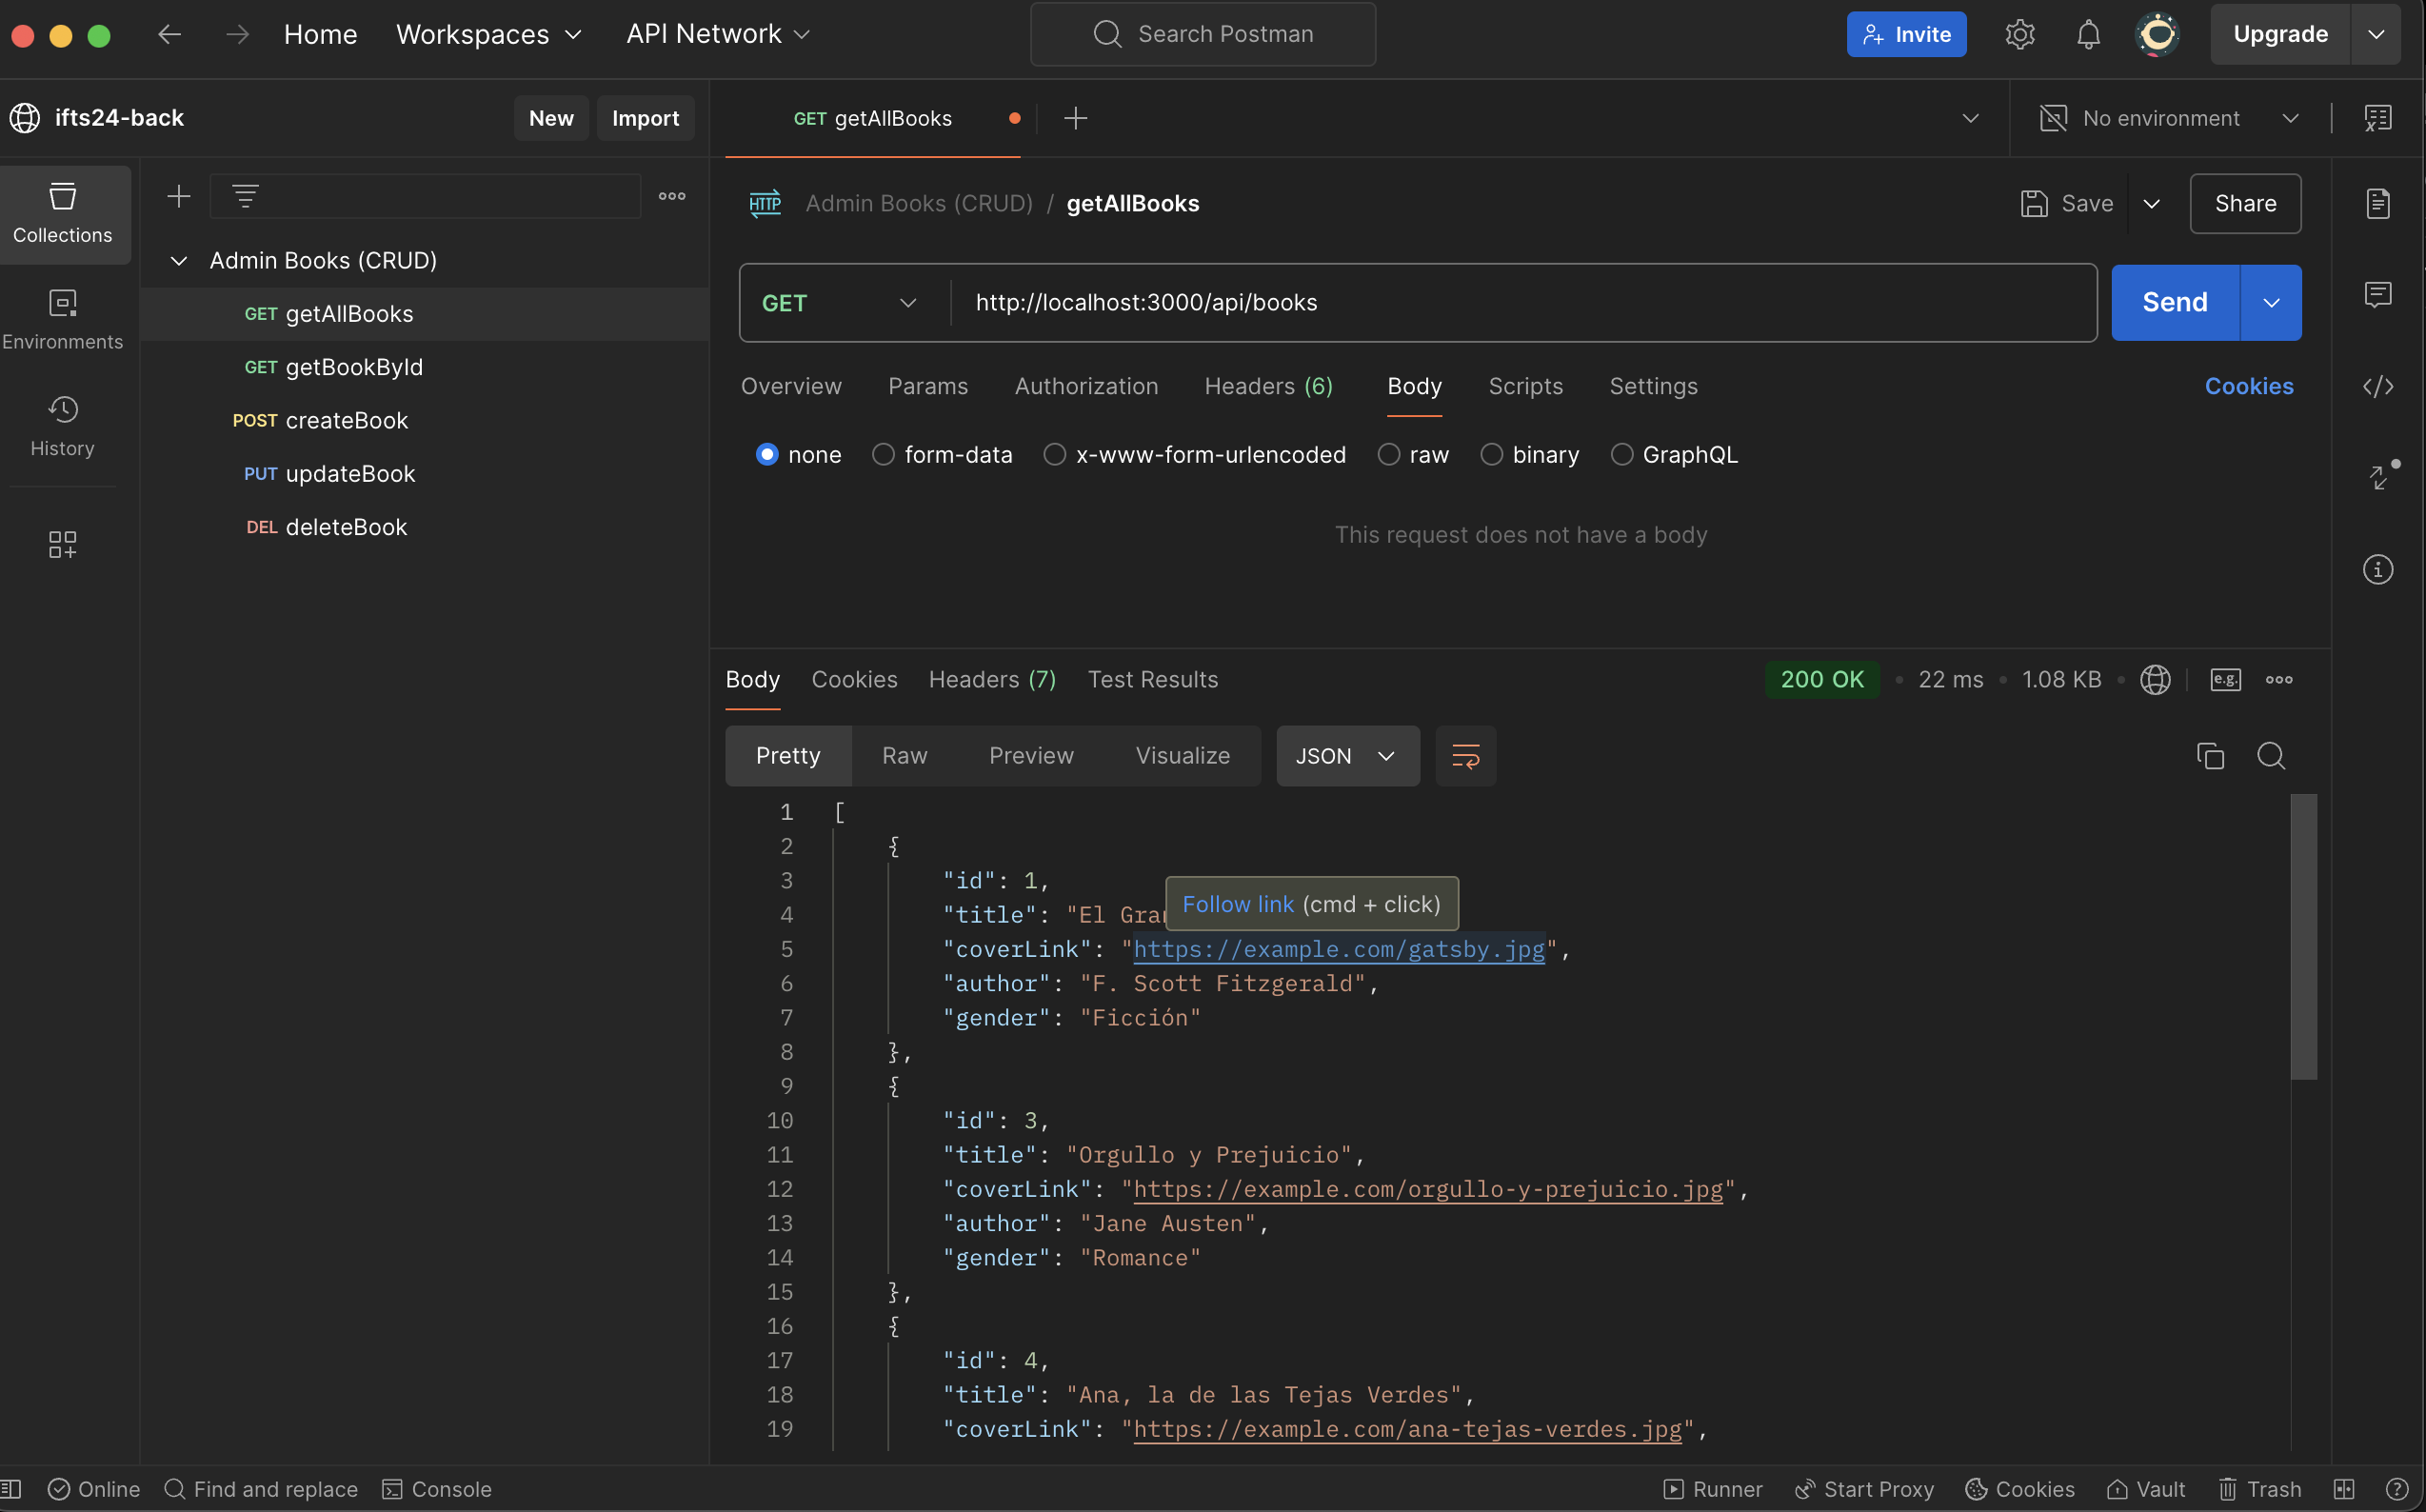 Home Workspaces API Network Search Postman Invite Upgrade
ifts24-back New Import GET getAllBooks No environment
Collections
Environments
History
Admin Books (CRUD)
GET getAllBooks
GET getBookById
POST createBook
PUT updateBook
DEL deleteBook
HTTP Admin Books (CRUD) / getAllBooks Save Share
GET http://localhost:3000/api/books Send
Overview Params Authorization Headers (6) Body Scripts Settings Cookies
none form-data x-www-form-urlencoded raw binary GraphQL
This request does not have a body
Body Cookies Headers (7) Test Results 200 OK • 22 ms • 1.08 KB • e.g.
Pretty Raw Preview Visualize JSON
1 [
2 {
3 "id": 1,
Follow link (cmd + click)
4 "title": "El Gra
5 "coverLink": "https://example.com/gatsby.jpg",
6 "author": "F. Scott Fitzgerald",
7 "gender": "Ficción"
8 },
9 {
10 "id": 3,
11 "title": "Orgullo y Prejuicio",
12 "coverLink": "https://example.com/orgullo-y-prejuicio.jpg",
13 "author": "Jane Austen",
14 "gender": "Romance"
15 },
16 {
17 "id": 4,
18 "title": "Ana, la de las Tejas Verdes",
19 "coverLink": "https://example.com/ana-tejas-verdes.jpg",
Online Find and replace Console Runner Start Proxy Cookies Vault Trash